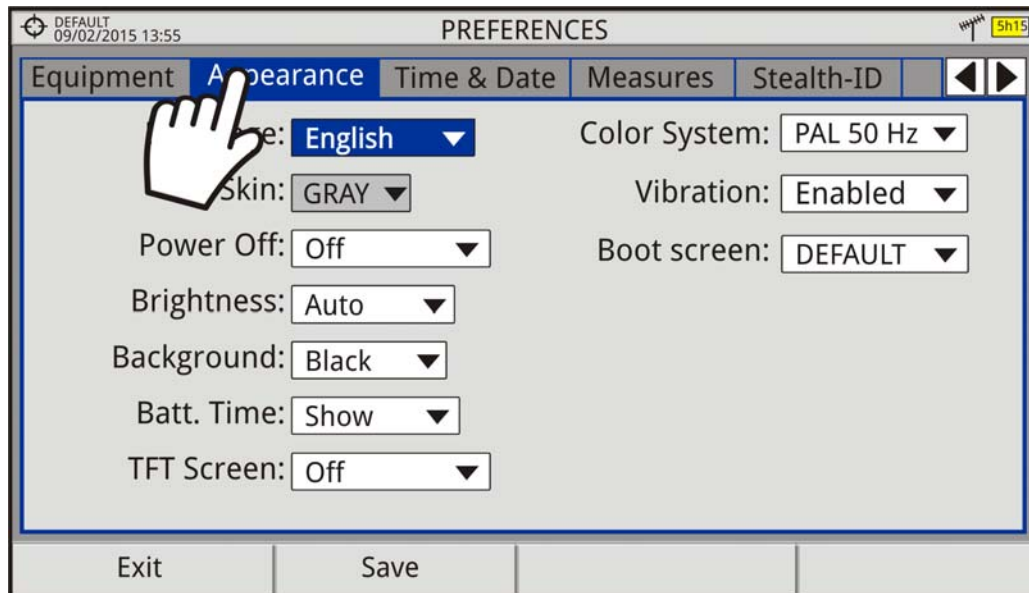 DEFAULT
09/02/2015 13:55
PREFERENCES
5h15
Equipment Appearance Time & Date Measures Stealth-ID
English
Skin: GRAY
Power Off: Off
Brightness: Auto
Background: Black
Batt. Time: Show
TFT Screen: Off
Color System: PAL 50 Hz
Vibration: Enabled
Boot screen: DEFAULT
Exit Save